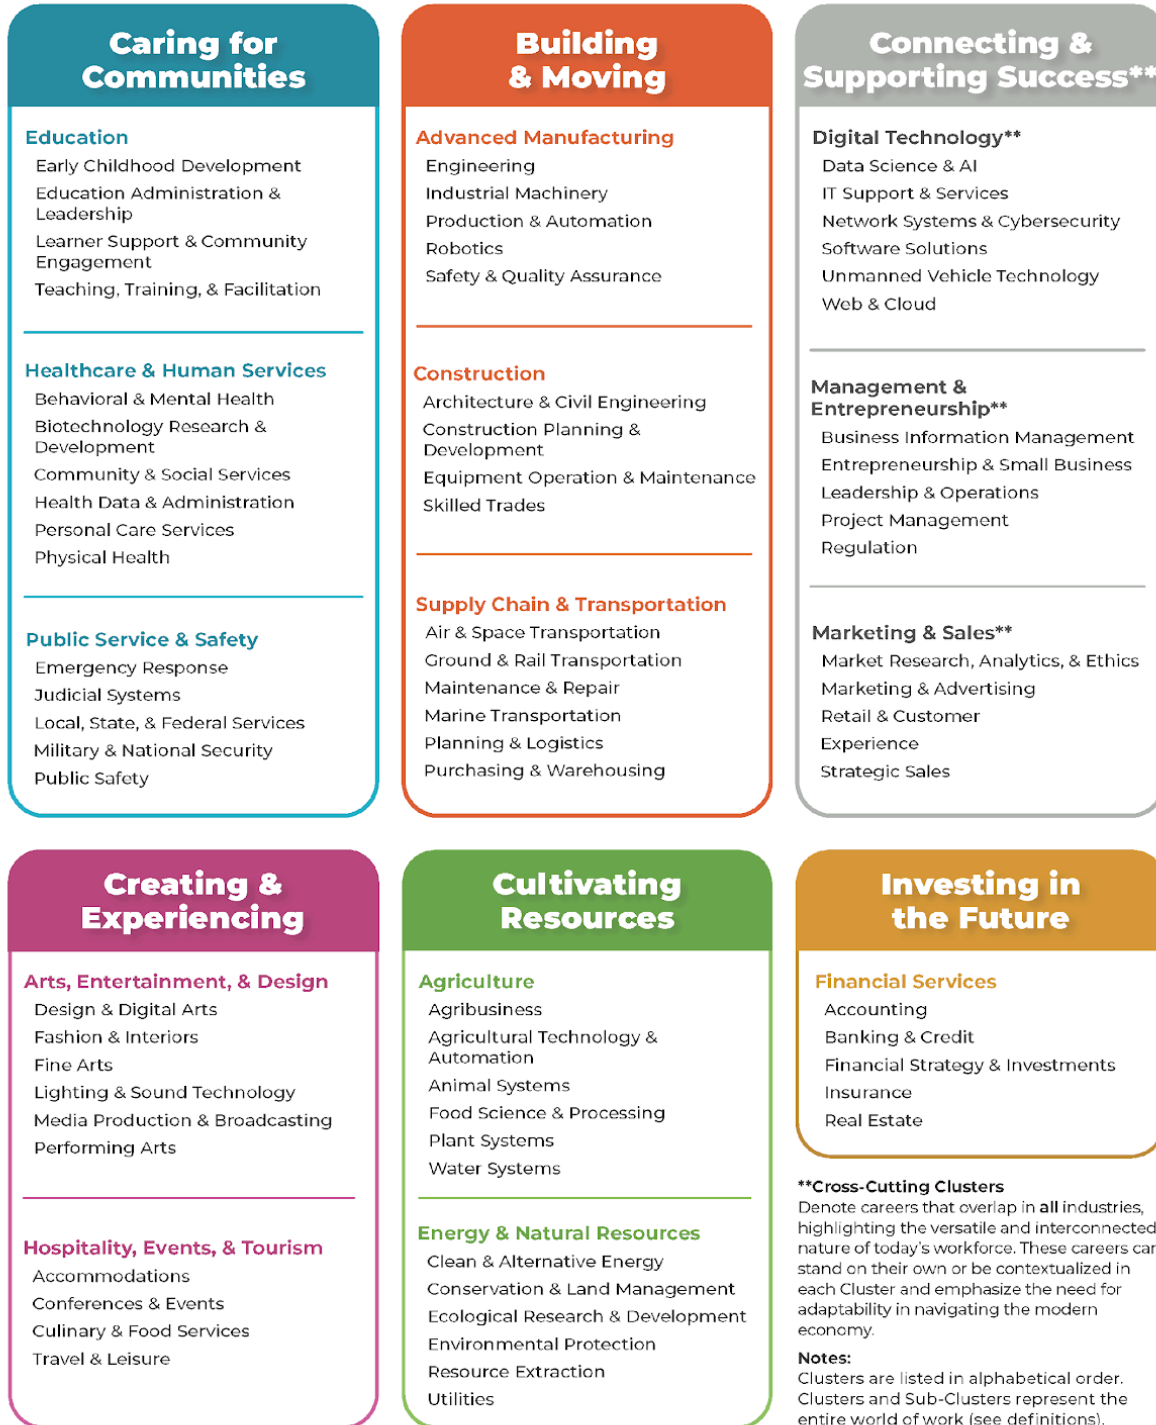 Caring for
Communities
Education
Early Childhood Development
Education Administration &
Leadership
Learner Support & Community
Engagement
Teaching, Training, & Facilitation
Healthcare & Human Services
Behavioral & Mental Health
Biotechnology Research &
Development
Community & Social Services
Health Data & Administration
Personal Care Services
Physical Health
Public Service & Safety
Emergency Response
Judicial Systems
Local, State, & Federal Services
Military & National Security
Public Safety
Building
& Moving
Advanced Manufacturing
Engineering
Industrial Machinery
Production & Automation
Robotics
Safety & Quality Assurance
Construction
Architecture & Civil Engineering
Construction Planning &
Development
Equipment Operation & Maintenance
Skilled Trades
Supply Chain & Transportation
Air & Space Transportation
Ground & Rail Transportation
Maintenance & Repair
Marine Transportation
Planning & Logistics
Purchasing & Warehousing
Connecting &
Supporting Success**
Digital Technology**
Data Science & AI
IT Support & Services
Network Systems & Cybersecurity
Software Solutions
Unmanned Vehicle Technology
Web & Cloud
Management &
Entrepreneurship**
Business Information Management
Entrepreneurship & Small Business
Leadership & Operations
Project Management
Regulation
Marketing & Sales**
Market Research, Analytics, & Ethics
Marketing & Advertising
Retail & Customer
Experience
Strategic Sales
Creating &
Experiencing
Arts, Entertainment, & Design
Design & Digital Arts
Fashion & Interiors
Fine Arts
Lighting & Sound Technology
Media Production & Broadcasting
Performing Arts
Hospitality, Events, & Tourism
Accommodations
Conferences & Events
Culinary & Food Services
Travel & Leisure
Cultivating
Resources
Agriculture
Agribusiness
Agricultural Technology &
Automation
Animal Systems
Food Science & Processing
Plant Systems
Water Systems
Energy & Natural Resources
Clean & Alternative Energy
Conservation & Land Management
Ecological Research & Development
Environmental Protection
Resource Extraction
Utilities
Investing in
the Future
Financial Services
Accounting
Banking & Credit
Financial Strategy & Investments
Insurance
Real Estate
**Cross-Cutting Clusters
Denote careers that overlap in all industries,
highlighting the versatile and interconnected
nature of today's workforce. These careers can
stand on their own or be contextualized in
each Cluster and emphasize the need for
adaptability in navigating the modern
economy.
Notes:
Clusters are listed in alphabetical order.
Clusters and Sub-Clusters represent the
entire world of work (see definitions).